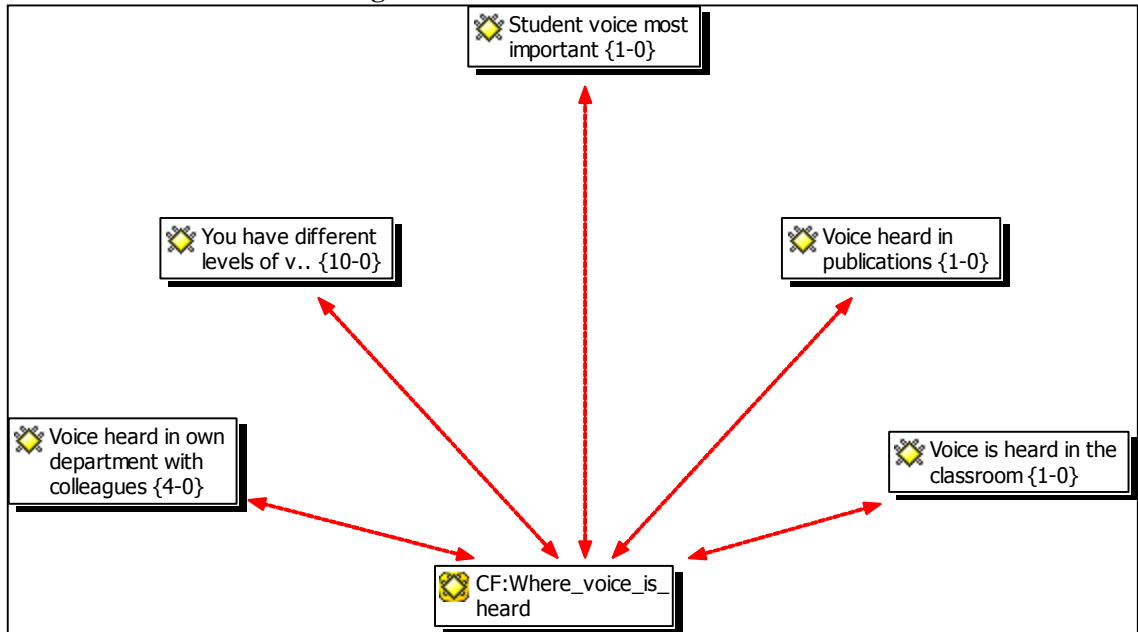 Student voice most
important {1-0}
You have different
levels of v.. {10-0}
Voice heard in
publications {1-0}
Voice heard in own
department with
colleagues {4-0}
Voice is heard in the
classroom {1-0}
CF:Where_voice_is_
heard